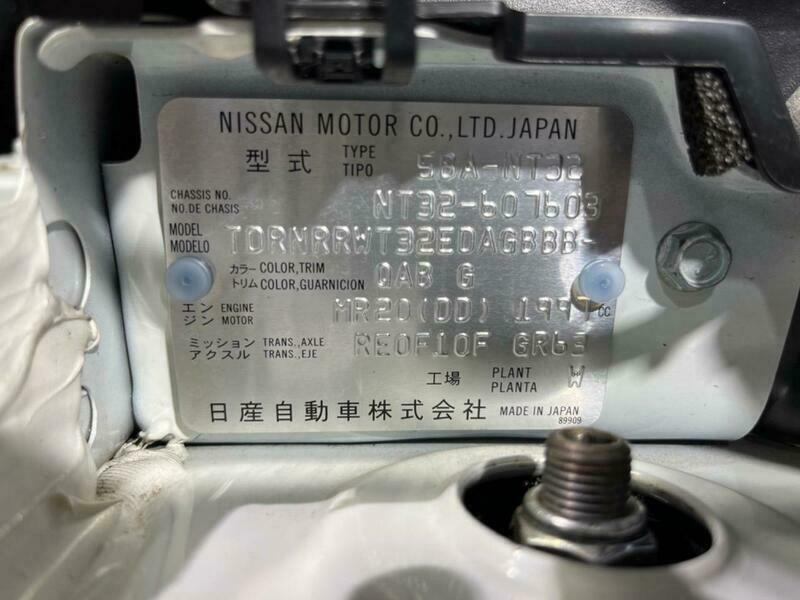 NISSAN MOTOR CO.,LTD.JAPAN
型式 TYPE TIPO 5BA-NT32
CHASSIS NO. NO.DE CHASIS NT32-607603
MODEL MODELO TDRNRRWT32EDAGBBB-
カラー COLOR,TRIM トリム COLOR,GUARNICION QAB G
エンジン ENGINE MOTOR MR20(DD) 1997 CC
ミッション TRANS.,AXLE アクスル TRANS.,EJE RE0F10F GR63
工場 PLANT PLANTA W
日産自動車株式会社 MADE IN JAPAN
89909